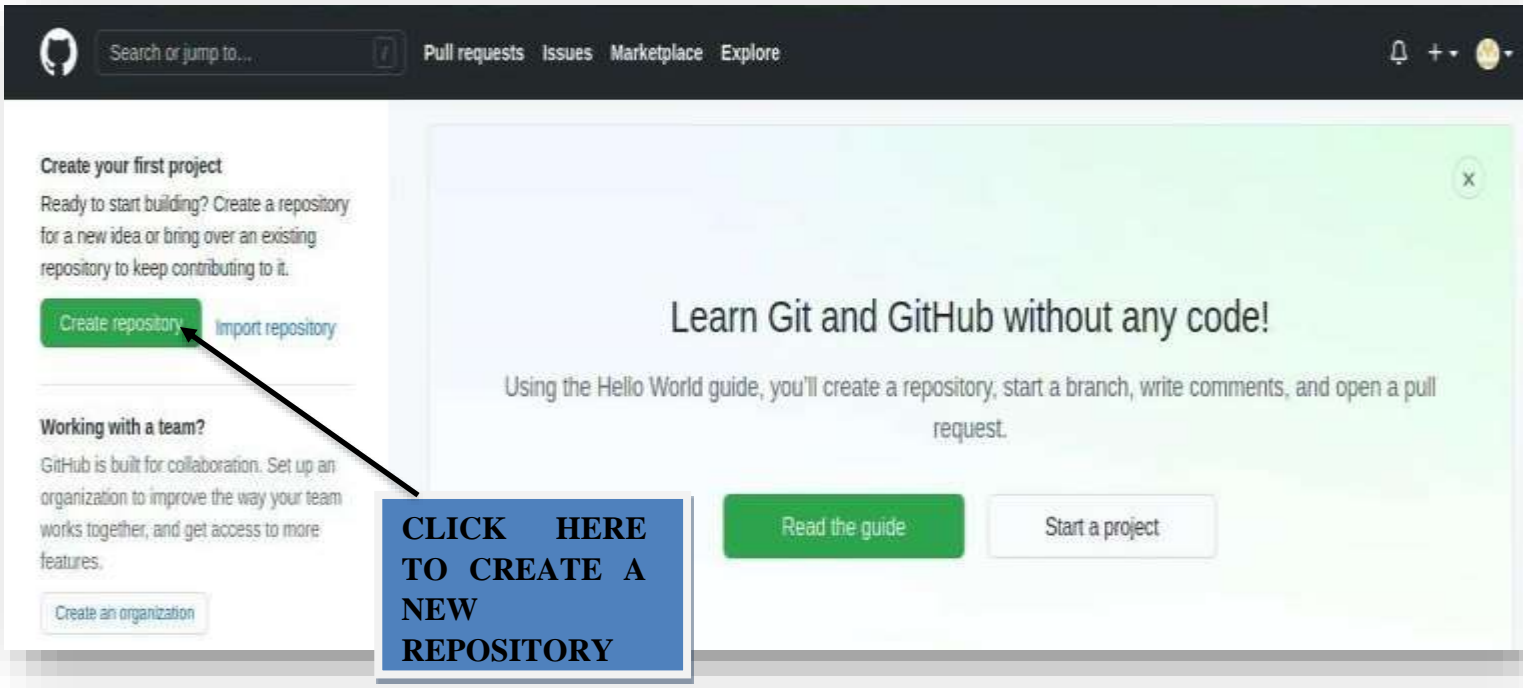 Search or jump to...
/
Pull requests Issues Marketplace Explore
Create your first project
Ready to start building? Create a repository
for a new idea or bring over an existing
repository to keep contributing to it.
Create repository
Import repository
Working with a team?
GitHub is built for collaboration. Set up an
organization to improve the way your team
works together, and get access to more
features.
Create an organization
Learn Git and GitHub without any code!
Using the Hello World guide, you'll create a repository, start a branch, write comments, and open a pull
request.
Read the guide
Start a project
CLICK HERE
TO CREATE A
NEW
REPOSITORY